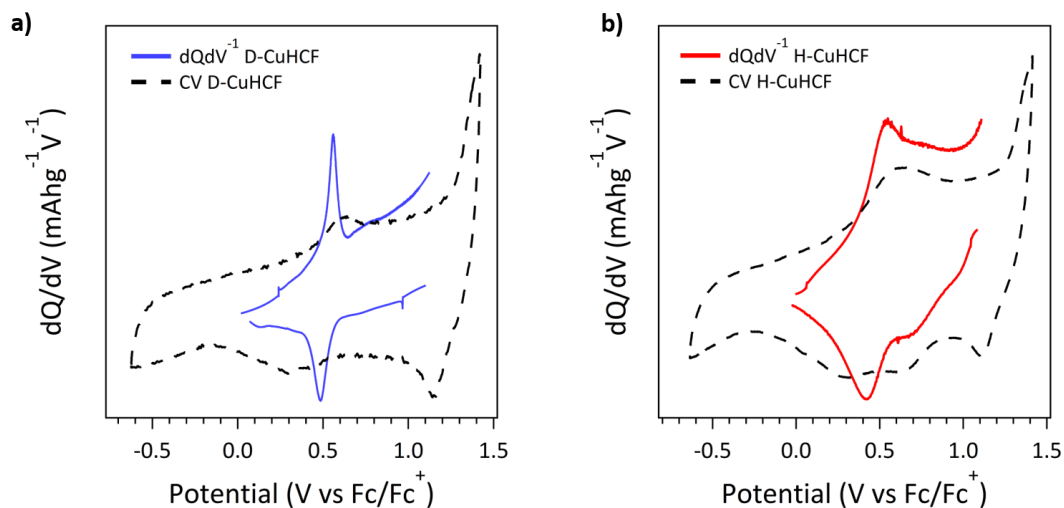 a)
dQdV⁻¹ D-CuHCF
CV D-CuHCF
dQ/dV (mAhg⁻¹V⁻¹)
-0.5 0.0 0.5 1.0 1.5
Potential (V vs Fc/Fc⁺)
b)
dQdV⁻¹ H-CuHCF
CV H-CuHCF
dQ/dV (mAhg⁻¹V⁻¹)
-0.5 0.0 0.5 1.0 1.5
Potential (V vs Fc/Fc⁺)